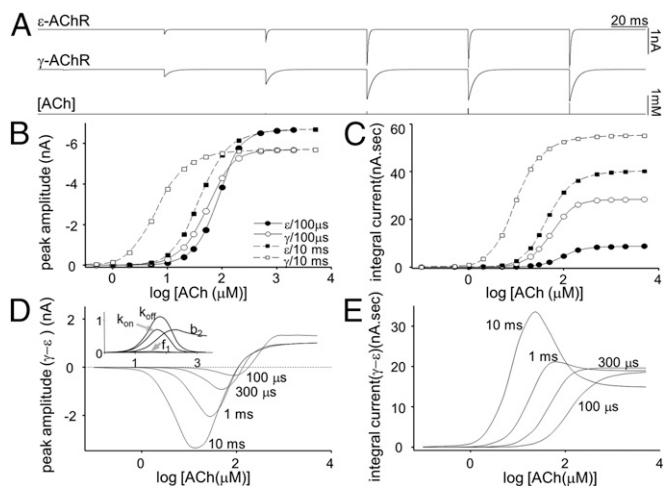 A
ε-AChR
20 ms
1nA
γ-AChR
[ACh]
1mM
B
C
peak amplitude (nA)
-6
-4
-2
0
0 1 2 3 4
log [ACh (µM)]
ε/100µs
γ/100µs
ε/10 ms
γ/10 ms
integral current(nA.sec)
60
40
20
0
0 2 4
log [ACh (µM)]
D
E
peak amplitude (γ-ε) (nA)
2
0
-2
1
0
k_on
k_off
b_2
f_1
1 3
100 µs
300 µs
1 ms
10 ms
0 2 4
log [ACh(µM)]
integral current(γ-ε)(nA.sec)
30
20
10
0
10 ms
1 ms
300 µs
100 µs
0 2 4
log [ACh(µM)]